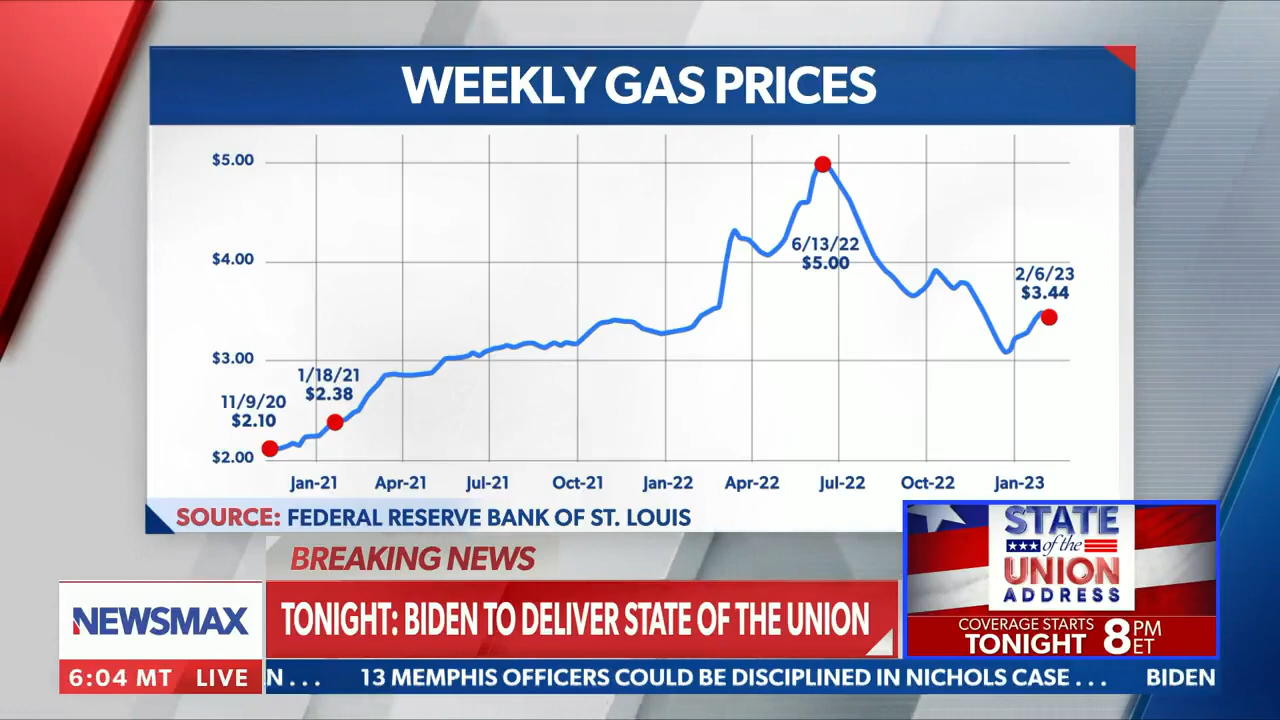 WEEKLY GAS PRICES
$5.00
$4.00
$3.00
$2.00
11/9/20
$2.10
1/18/21
$2.38
6/13/22
$5.00
2/6/23
$3.44
Jan-21 Apr-21 Jul-21 Oct-21 Jan-22 Apr-22 Jul-22 Oct-22 Jan-23
SOURCE: FEDERAL RESERVE BANK OF ST. LOUIS
BREAKING NEWS
NEWSMAX
TONIGHT: BIDEN TO DELIVER STATE OF THE UNION
STATE
of the
UNION
ADDRESS
COVERAGE STARTS
TONIGHT 8 PM ET
6:04 MT LIVE
N . . . 13 MEMPHIS OFFICERS COULD BE DISCIPLINED IN NICHOLS CASE . . . BIDEN